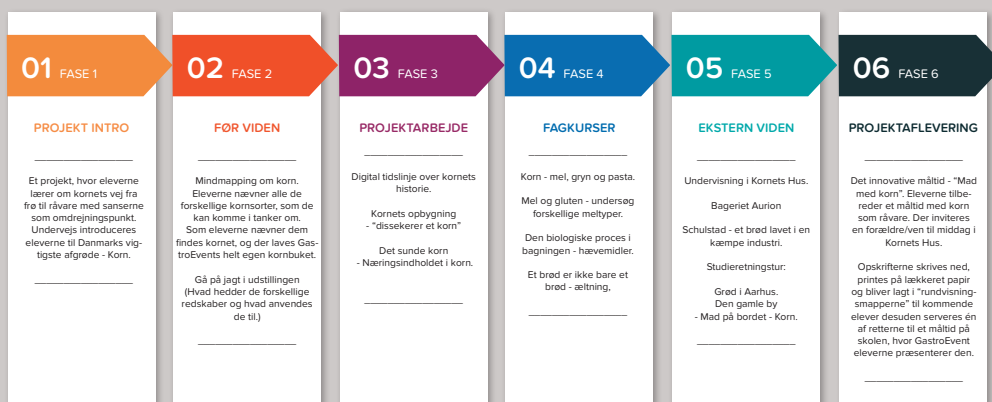 01 FASE 1
PROJEKT INTRO
Et projekt, hvor eleverne
lærer om kornets vej fra
frø til råvare med sanserne
som omdrejningspunkt.
Undervejs introduceres
eleverne til Danmarks vig-
tigste afgrøde - Korn.
02 FASE 2
FØR VIDEN
Mindmapping om korn.
Eleverne nævner alle de
forskellige kornsorter, som de
kan komme i tanker om.
Som eleverne nævner dem
findes kornet, og der laves Gas-
troEvents helt egen kornbuket.
Gå på jagt i udstillingen
(Hvad hedder de forskellige
redskaber og hvad anvendes
de til.)
03 FASE 3
PROJEKTARBEJDE
Digital tidslinje over kornets
historie.
Kornets opbygning
- “dissekerer et korn”
Det sunde korn
- Næringsindholdet i korn.
04 FASE 4
FAGKURSER
Korn - mel, gryn og pasta.
Mel og gluten - undersøg
forskellige meltyper.
Den biologiske proces i
bagningen - hævemidler.
Et brød er ikke bare et
brød - æltning,
05 FASE 5
EKSTERN VIDEN
Undervisning i Kornets Hus.
Bageriet Aurion
Schulstad - et brød lavet i en
kæmpe industri.
Studieretningstur:
Grød i Aarhus.
Den gamle by
- Mad på bordet - Korn.
06 FASE 6
PROJEKTAFLEVERING
Det innovative måltid - “Mad
med korn”. Eleverne tilbe-
reder et måltid med korn
som råvare. Der inviteres
en forældre/ven til middag i
Kornets Hus.
Opskrifterne skrives ned,
printes på lækkeret papir
og bliver lagt i “rundvisning-
smapperne” til kommende
elever desuden serveres én
af retterne til et måltid på
skolen, hvor GastroEvent
eleverne præsenterer den.